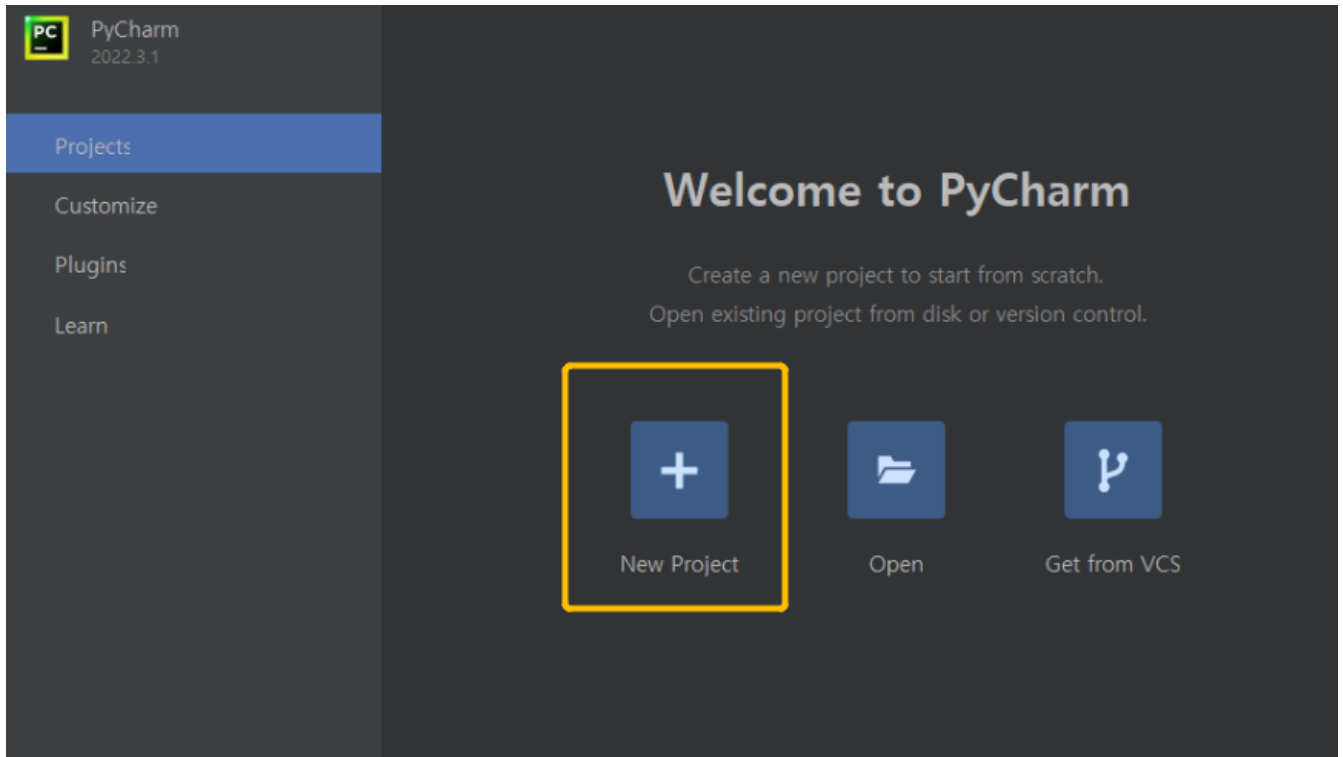 PC
PyCharm
2022.3.1
Projects
Customize
Plugins
Learn
Welcome to PyCharm
Create a new project to start from scratch.
Open existing project from disk or version control.
New Project
Open
Get from VCS